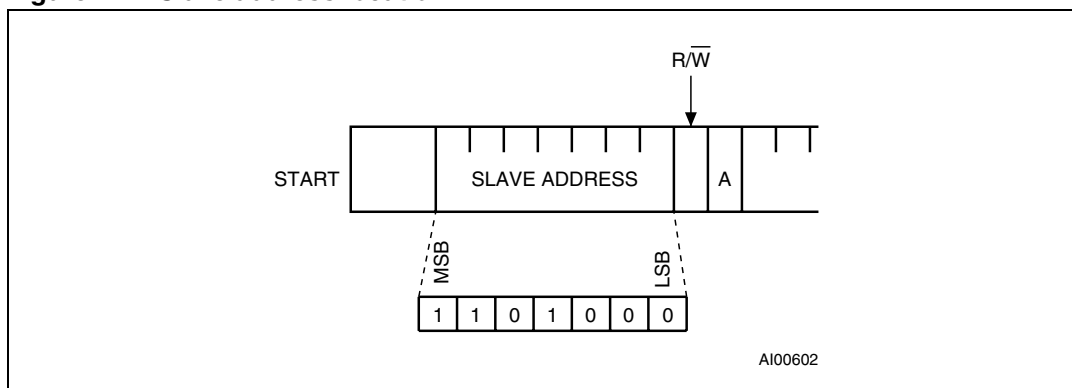 R/W
START
SLAVE ADDRESS
A
MSB
LSB
1 1 0 1 0 0 0
AI00602